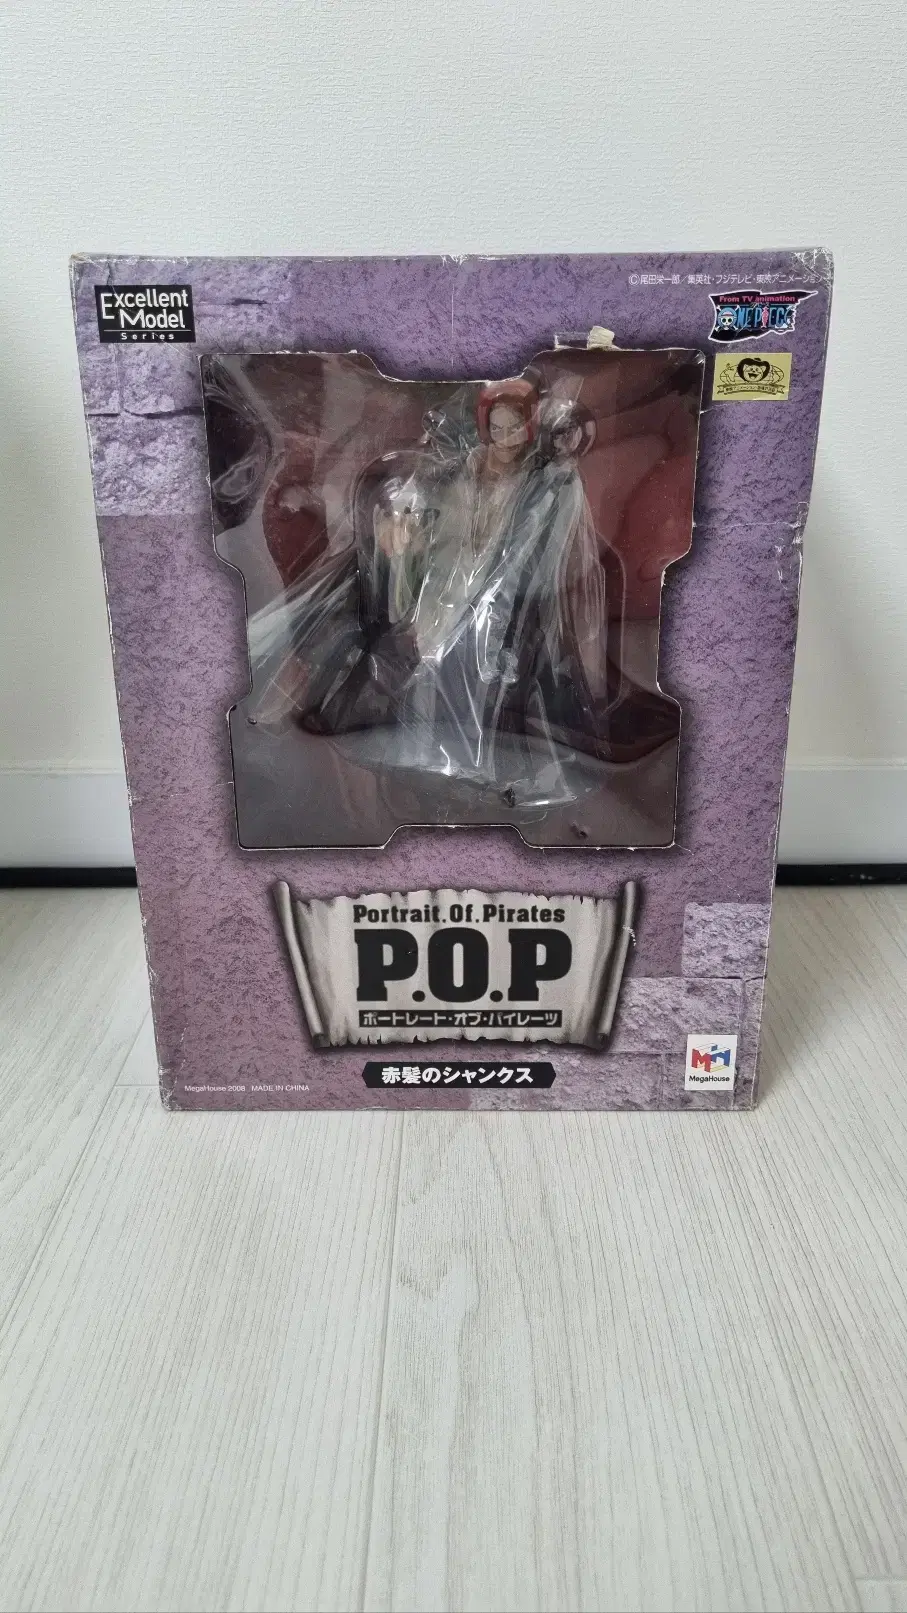 Excellent
Model
Series
©尾田栄一郎／集英社・フジテレビ・東映アニメーション
From TV animation
ONE PIECE
Portrait.Of.Pirates
P.O.P
ポートレート・オブ・パイレーツ
赤髪のシャンクス
MegaHouse 2008 MADE IN CHINA
MegaHouse